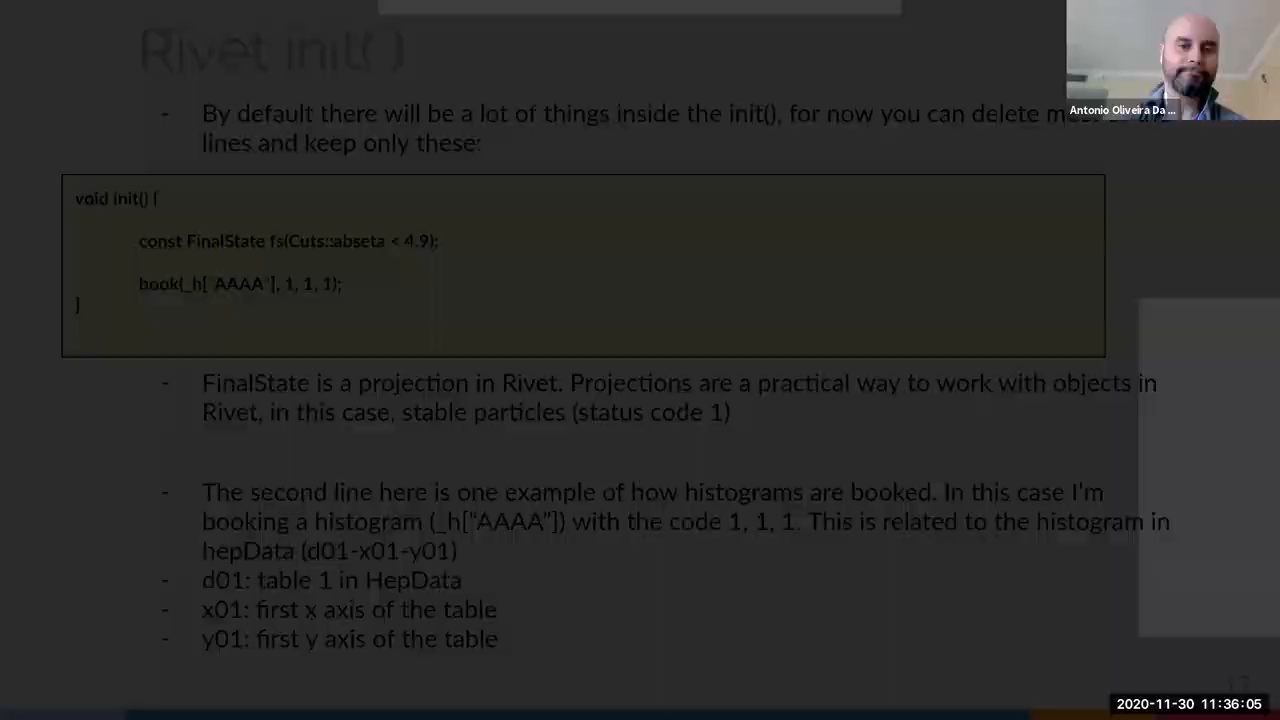 Rivet init( )
Antonio Oliveira Da ...
- By default there will be a lot of things inside the init(), for now you can delete
lines and keep only these:
void init() {
const FinalState fs(Cuts::abseta < 4.9);
book(_h["AAAA"], 1, 1, 1);
}
- FinalState is a projection in Rivet. Projections are a practical way to work with objects in
Rivet, in this case, stable particles (status code 1)
- The second line here is one example of how histograms are booked. In this case I'm
booking a histogram (_h["AAAA"]) with the code 1, 1, 1. This is related to the histogram in
hepData (d01-x01-y01)
- d01: table 1 in HepData
- x01: first x axis of the table
- y01: first y axis of the table
2020-11-30 11:36:05